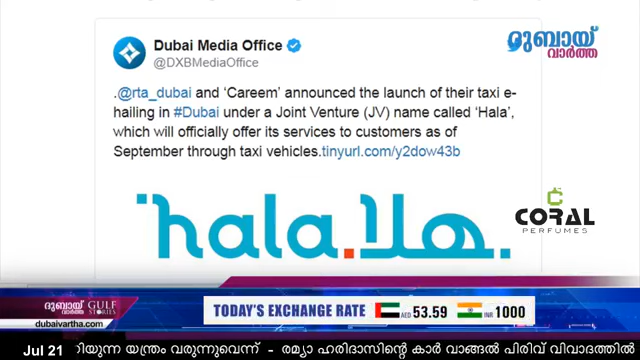 Dubai Media Office
@DXBMediaOffice
ദുബായ്
വാർത്ത
.@rta_dubai and ‘Careem’ announced the launch of their taxi e-
hailing in #Dubai under a Joint Venture (JV) name called ‘Hala’,
which will officially offer its services to customers as of
September through taxi vehicles.tinyurl.com/y2dow43b
hala.هلا.
CORAL
PERFUMES
ദുബായ് GULF
വാർത്ത STORIES
dubaivartha.com
TODAY'S EXCHANGE RATE AED 53.59 INR 1000
Jul 21 റിയുന്ന യന്ത്രം വരുന്നുവെന്ന് - രമ്യാ ഹരിദാസിന്റെ കാർ വാങ്ങൽ പിരിവ് വിവാദത്തിൽ